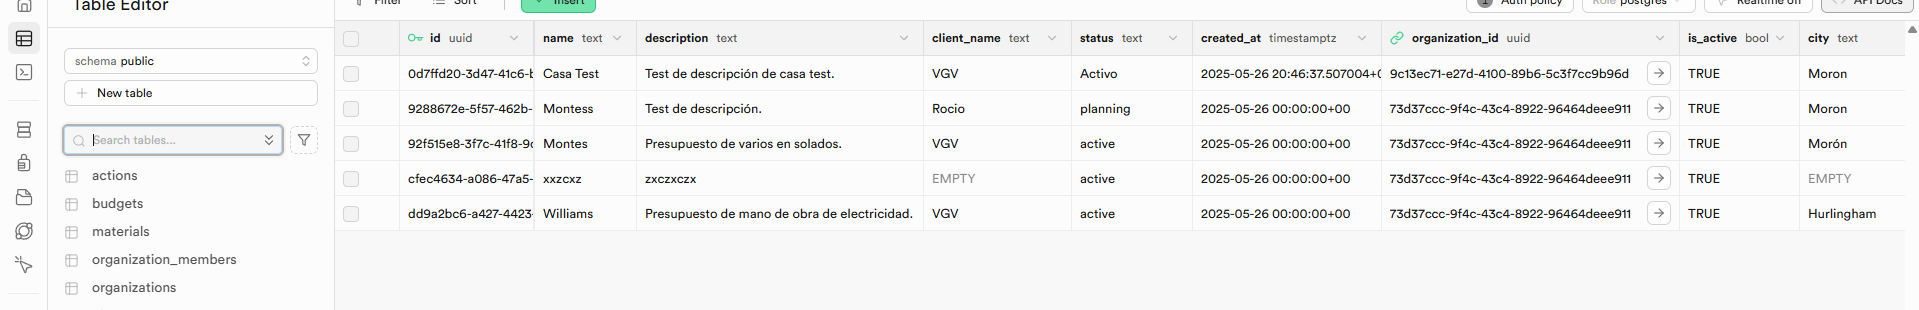 Table Editor
Filter Sort Insert Auth policy Role postgres Realtime off API Docs
schema public
New table
Search tables...
actions
budgets
materials
organization_members
organizations
id uuid name text description text client_name text status text created_at timestamptz organization_id uuid is_active bool city text
0d7ffd20-3d47-41c6-b Casa Test Test de descripción de casa test. VGV Activo 2025-05-26 20:46:37.507004+0 9c13ec71-e27d-4100-89b6-5c3f7cc9b96d TRUE Moron
9288672e-5f57-462b- Montess Test de descripción. Rocio planning 2025-05-26 00:00:00+00 73d37ccc-9f4c-43c4-8922-96464deee911 TRUE Moron
92f515e8-3f7c-41f8-9c Montes Presupuesto de varios en solados. VGV active 2025-05-26 00:00:00+00 73d37ccc-9f4c-43c4-8922-96464deee911 TRUE Morón
cfec4634-a086-47a5- xxzcxz zxczxczx EMPTY active 2025-05-26 00:00:00+00 73d37ccc-9f4c-43c4-8922-96464deee911 TRUE EMPTY
dd9a2bc6-a427-4423- Williams Presupuesto de mano de obra de electricidad. VGV active 2025-05-26 00:00:00+00 73d37ccc-9f4c-43c4-8922-96464deee911 TRUE Hurlingham